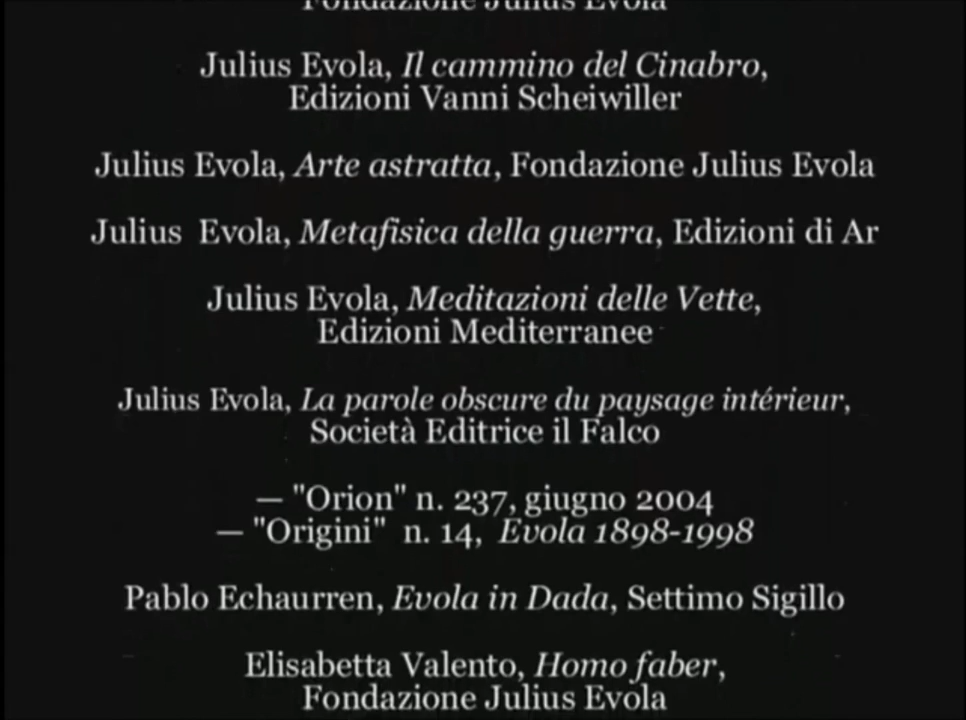 Fondazione Julius Evola
Julius Evola, Il cammino del Cinabro,
Edizioni Vanni Scheiwiller
Julius Evola, Arte astratta, Fondazione Julius Evola
Julius  Evola, Metafisica della guerra, Edizioni di Ar
Julius Evola, Meditazioni delle Vette,
Edizioni Mediterranee
Julius Evola, La parole obscure du paysage intérieur,
Società Editrice il Falco
— "Orion" n. 237, giugno 2004
— "Origini"  n. 14,  Evola 1898-1998
Pablo Echaurren, Evola in Dada, Settimo Sigillo
Elisabetta Valento, Homo faber,
Fondazione Julius Evola